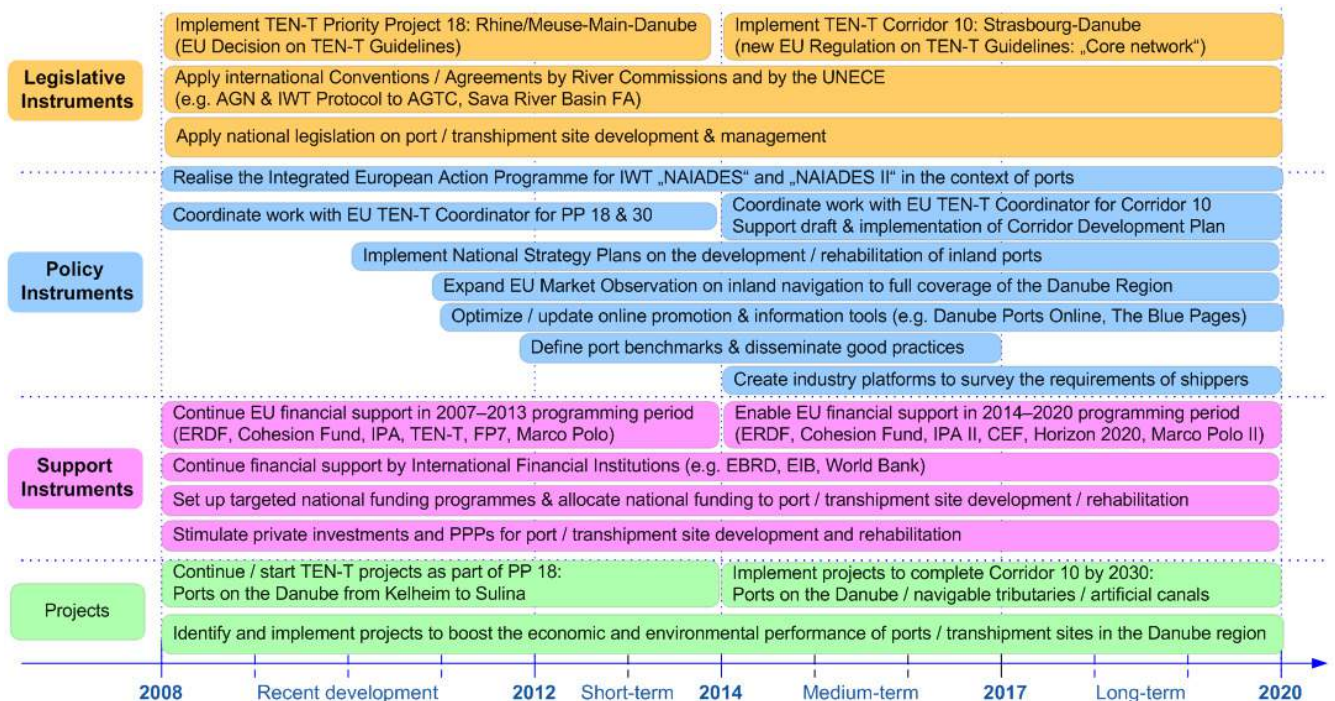 Implement TEN-T Priority Project 18: Rhine/Meuse-Main-Danube
(EU Decision on TEN-T Guidelines)
Implement TEN-T Corridor 10: Strasbourg-Danube
(new EU Regulation on TEN-T Guidelines: „Core network“)
Legislative
Instruments
Apply international Conventions / Agreements by River Commissions and by the UNECE
(e.g. AGN & IWT Protocol to AGTC, Sava River Basin FA)
Apply national legislation on port / transhipment site development & management
Realise the Integrated European Action Programme for IWT „NAIADES“ and „NAIADES II“ in the context of ports
Coordinate work with EU TEN-T Coordinator for PP 18 & 30
Coordinate work with EU TEN-T Coordinator for Corridor 10
Support draft & implementation of Corridor Development Plan
Policy
Instruments
Implement National Strategy Plans on the development / rehabilitation of inland ports
Expand EU Market Observation on inland navigation to full coverage of the Danube Region
Optimize / update online promotion & information tools (e.g. Danube Ports Online, The Blue Pages)
Define port benchmarks & disseminate good practices
Create industry platforms to survey the requirements of shippers
Continue EU financial support in 2007–2013 programming period
(ERDF, Cohesion Fund, IPA, TEN-T, FP7, Marco Polo)
Enable EU financial support in 2014–2020 programming period
(ERDF, Cohesion Fund, IPA II, CEF, Horizon 2020, Marco Polo II)
Support
Instruments
Continue financial support by International Financial Institutions (e.g. EBRD, EIB, World Bank)
Set up targeted national funding programmes & allocate national funding to port / transhipment site development / rehabilitation
Stimulate private investments and PPPs for port / transhipment site development and rehabilitation
Projects
Continue / start TEN-T projects as part of PP 18:
Ports on the Danube from Kelheim to Sulina
Implement projects to complete Corridor 10 by 2030:
Ports on the Danube / navigable tributaries / artificial canals
Identify and implement projects to boost the economic and environmental performance of ports / transhipment sites in the Danube region
2008 Recent development 2012 Short-term 2014 Medium-term 2017 Long-term 2020